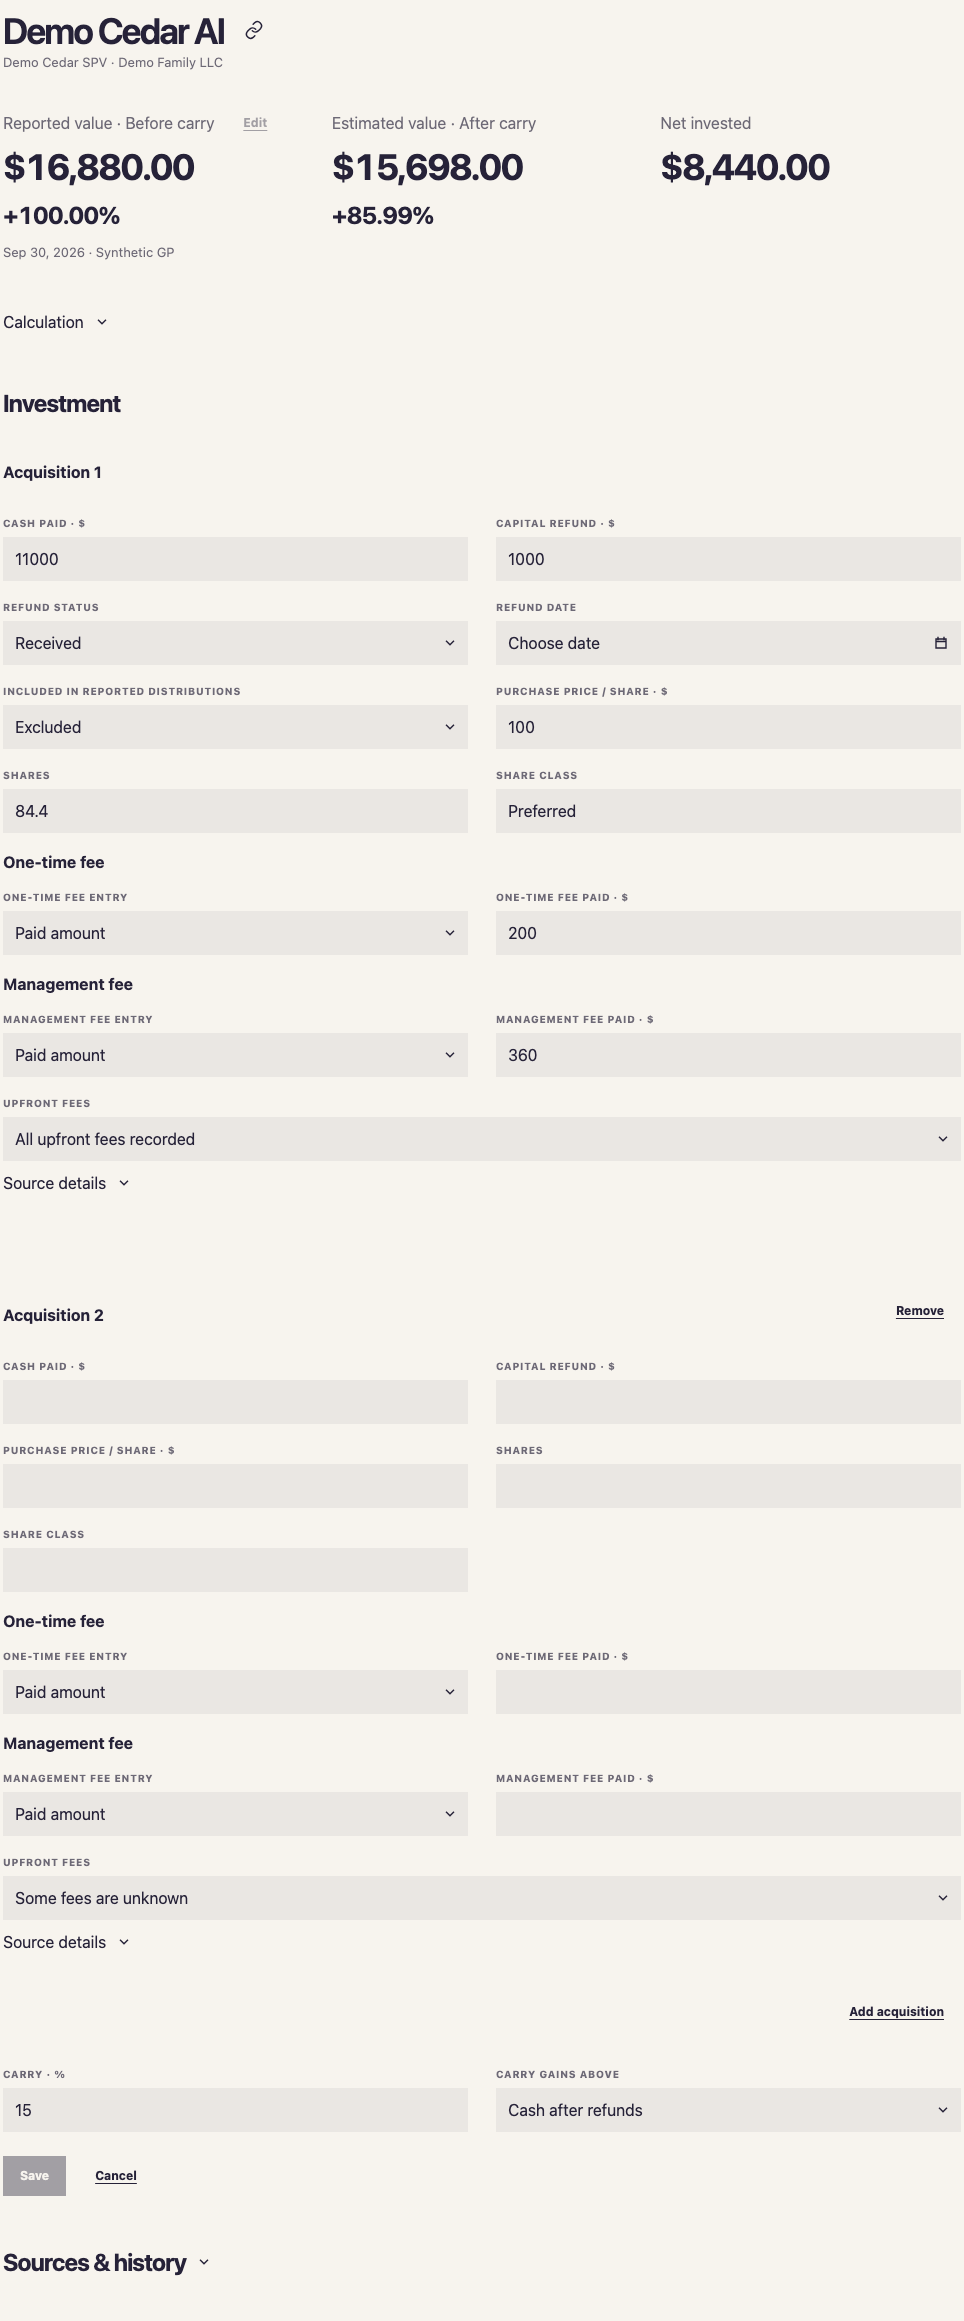 Demo Cedar AI
Demo Cedar SPV · Demo Family LLC
Reported value · Before carry Edit
$16,880.00
+100.00%
Sep 30, 2026 · Synthetic GP
Estimated value · After carry
$15,698.00
+85.99%
Net invested
$8,440.00
Calculation
Investment
Acquisition 1
CASH PAID · $
11000
CAPITAL REFUND · $
1000
REFUND STATUS
Received
REFUND DATE
Choose date
INCLUDED IN REPORTED DISTRIBUTIONS
Excluded
PURCHASE PRICE / SHARE · $
100
SHARES
84.4
SHARE CLASS
Preferred
One-time fee
ONE-TIME FEE ENTRY
Paid amount
ONE-TIME FEE PAID · $
200
Management fee
MANAGEMENT FEE ENTRY
Paid amount
MANAGEMENT FEE PAID · $
360
UPFRONT FEES
All upfront fees recorded
Source details
Acquisition 2
Remove
CASH PAID · $
CAPITAL REFUND · $
PURCHASE PRICE / SHARE · $
SHARES
SHARE CLASS
One-time fee
ONE-TIME FEE ENTRY
Paid amount
ONE-TIME FEE PAID · $
Management fee
MANAGEMENT FEE ENTRY
Paid amount
MANAGEMENT FEE PAID · $
UPFRONT FEES
Some fees are unknown
Source details
Add acquisition
CARRY · %
15
CARRY GAINS ABOVE
Cash after refunds
Save
Cancel
Sources & history